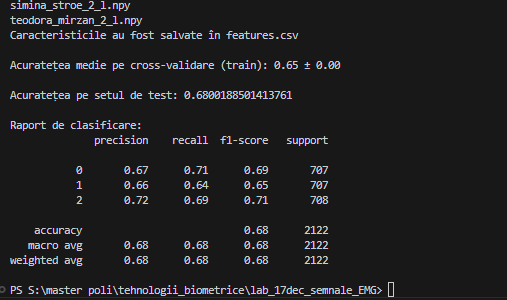 simina_stroe_2_l.npy
teodora_mirzan_2_l.npy
Caracteristicile au fost salvate în features.csv
Acuratețea medie pe cross-validare (train): 0.65 ± 0.00
Acuratețea pe setul de test: 0.6800188501413761
Raport de clasificare:
precision recall f1-score support
0 0.67 0.71 0.69 707
1 0.66 0.64 0.65 707
2 0.72 0.69 0.71 708
accuracy 0.68 2122
macro avg 0.68 0.68 0.68 2122
weighted avg 0.68 0.68 0.68 2122
PS S:\master poli\tehnologii_biometrice\lab_17dec_semnale_EMG>